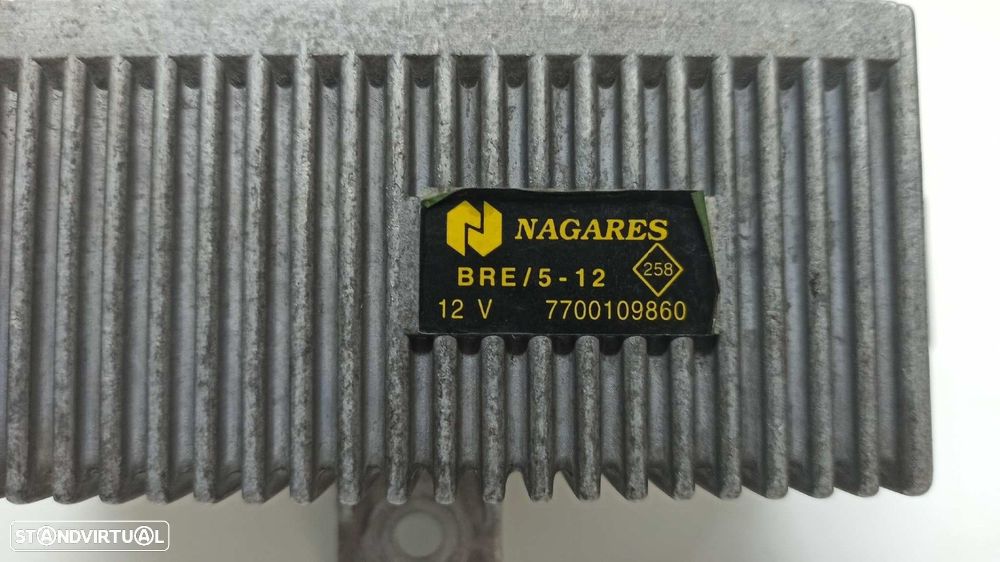 NAGARES
BRE/5-12 258
12 V 7700109860
STANDVIRTUAL